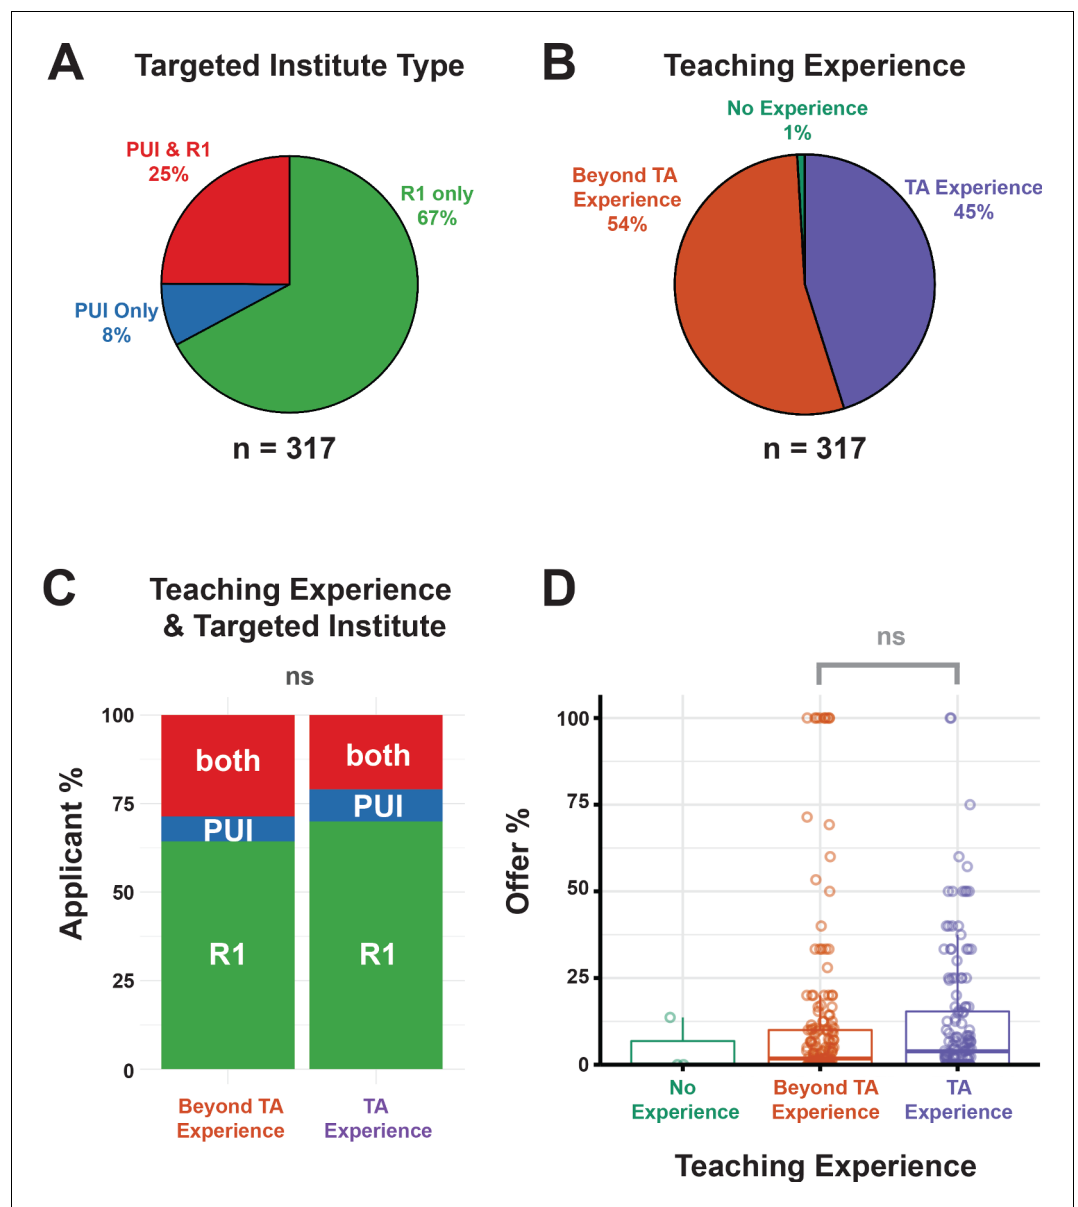 A
Targeted Institute Type
PUI & R1
25%
R1 only
67%
PUI Only
8%
n = 317
B
Teaching Experience
No Experience
1%
Beyond TA
Experience
54%
TA Experience
45%
n = 317
C
Teaching Experience
& Targeted Institute
ns
Applicant %
100
75
50
25
0
both
PUI
R1
both
PUI
R1
Beyond TA
Experience
TA
Experience
D
ns
Offer %
100
75
50
25
0
No
Experience
Beyond TA
Experience
TA
Experience
Teaching Experience